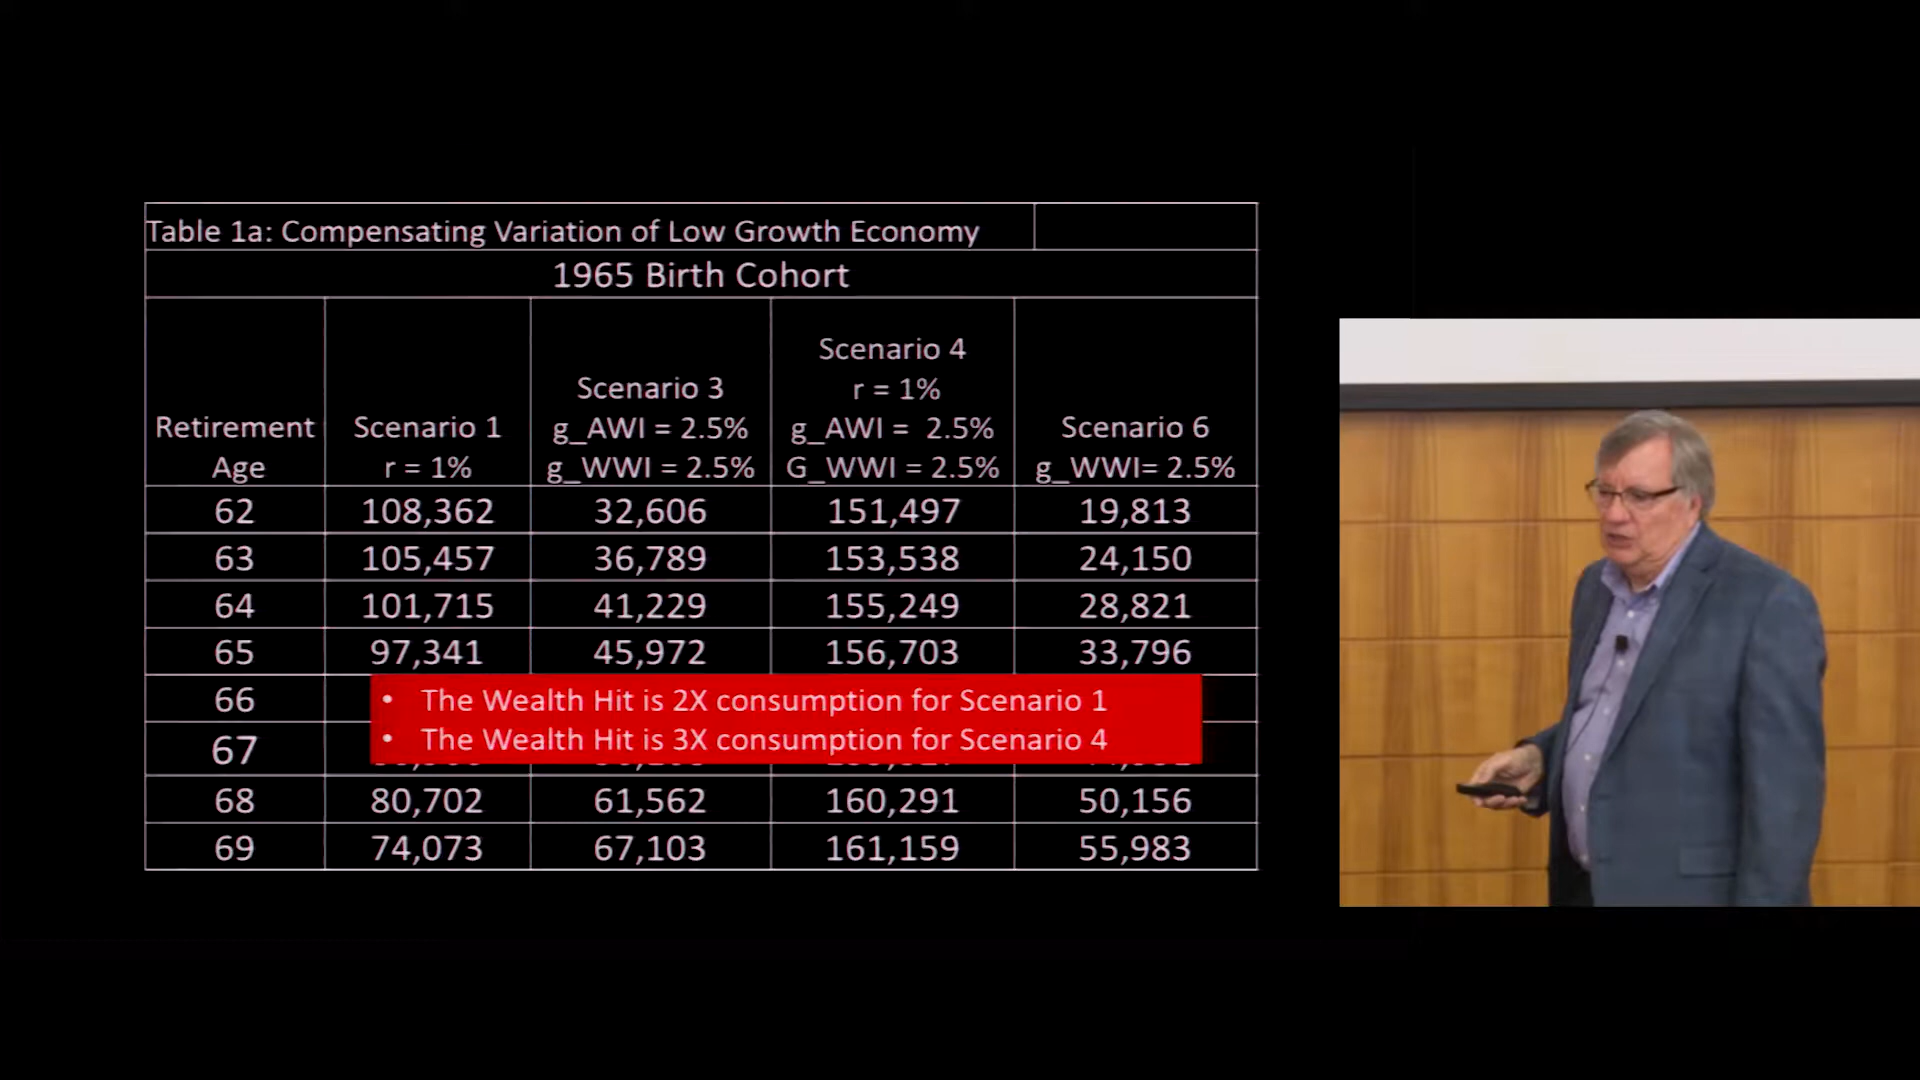 Table 1a: Compensating Variation of Low Growth Economy
1965 Birth Cohort
Retirement Age
Scenario 1
r = 1%
Scenario 3
g_AWI = 2.5%
g_WWI = 2.5%
Scenario 4
r = 1%
g_AWI = 2.5%
G_WWI = 2.5%
Scenario 6
g_WWI= 2.5%
62 108,362 32,606 151,497 19,813
63 105,457 36,789 153,538 24,150
64 101,715 41,229 155,249 28,821
65 97,341 45,972 156,703 33,796
66
• The Wealth Hit is 2X consumption for Scenario 1
67
• The Wealth Hit is 3X consumption for Scenario 4
68 80,702 61,562 160,291 50,156
69 74,073 67,103 161,159 55,983